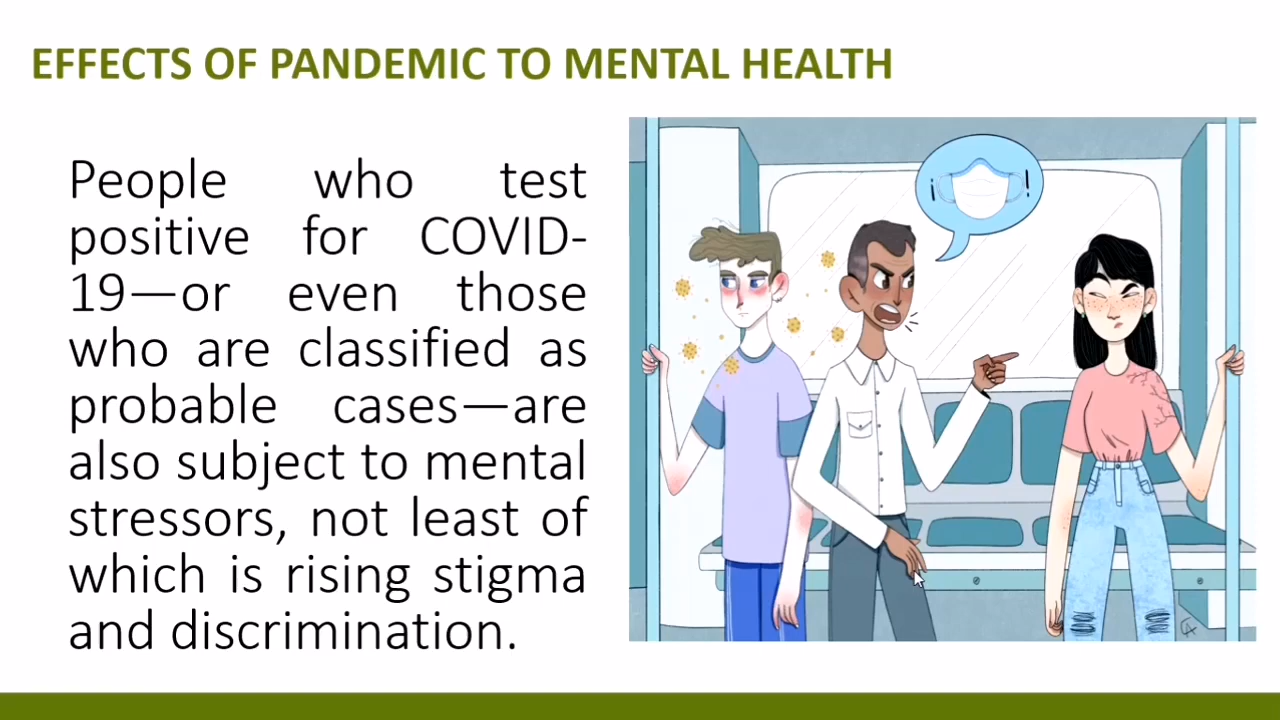 EFFECTS OF PANDEMIC TO MENTAL HEALTH
People who test
positive for COVID-
19—or even those
who are classified as
probable cases—are
also subject to mental
stressors, not least of
which is rising stigma
and discrimination.
¡ !